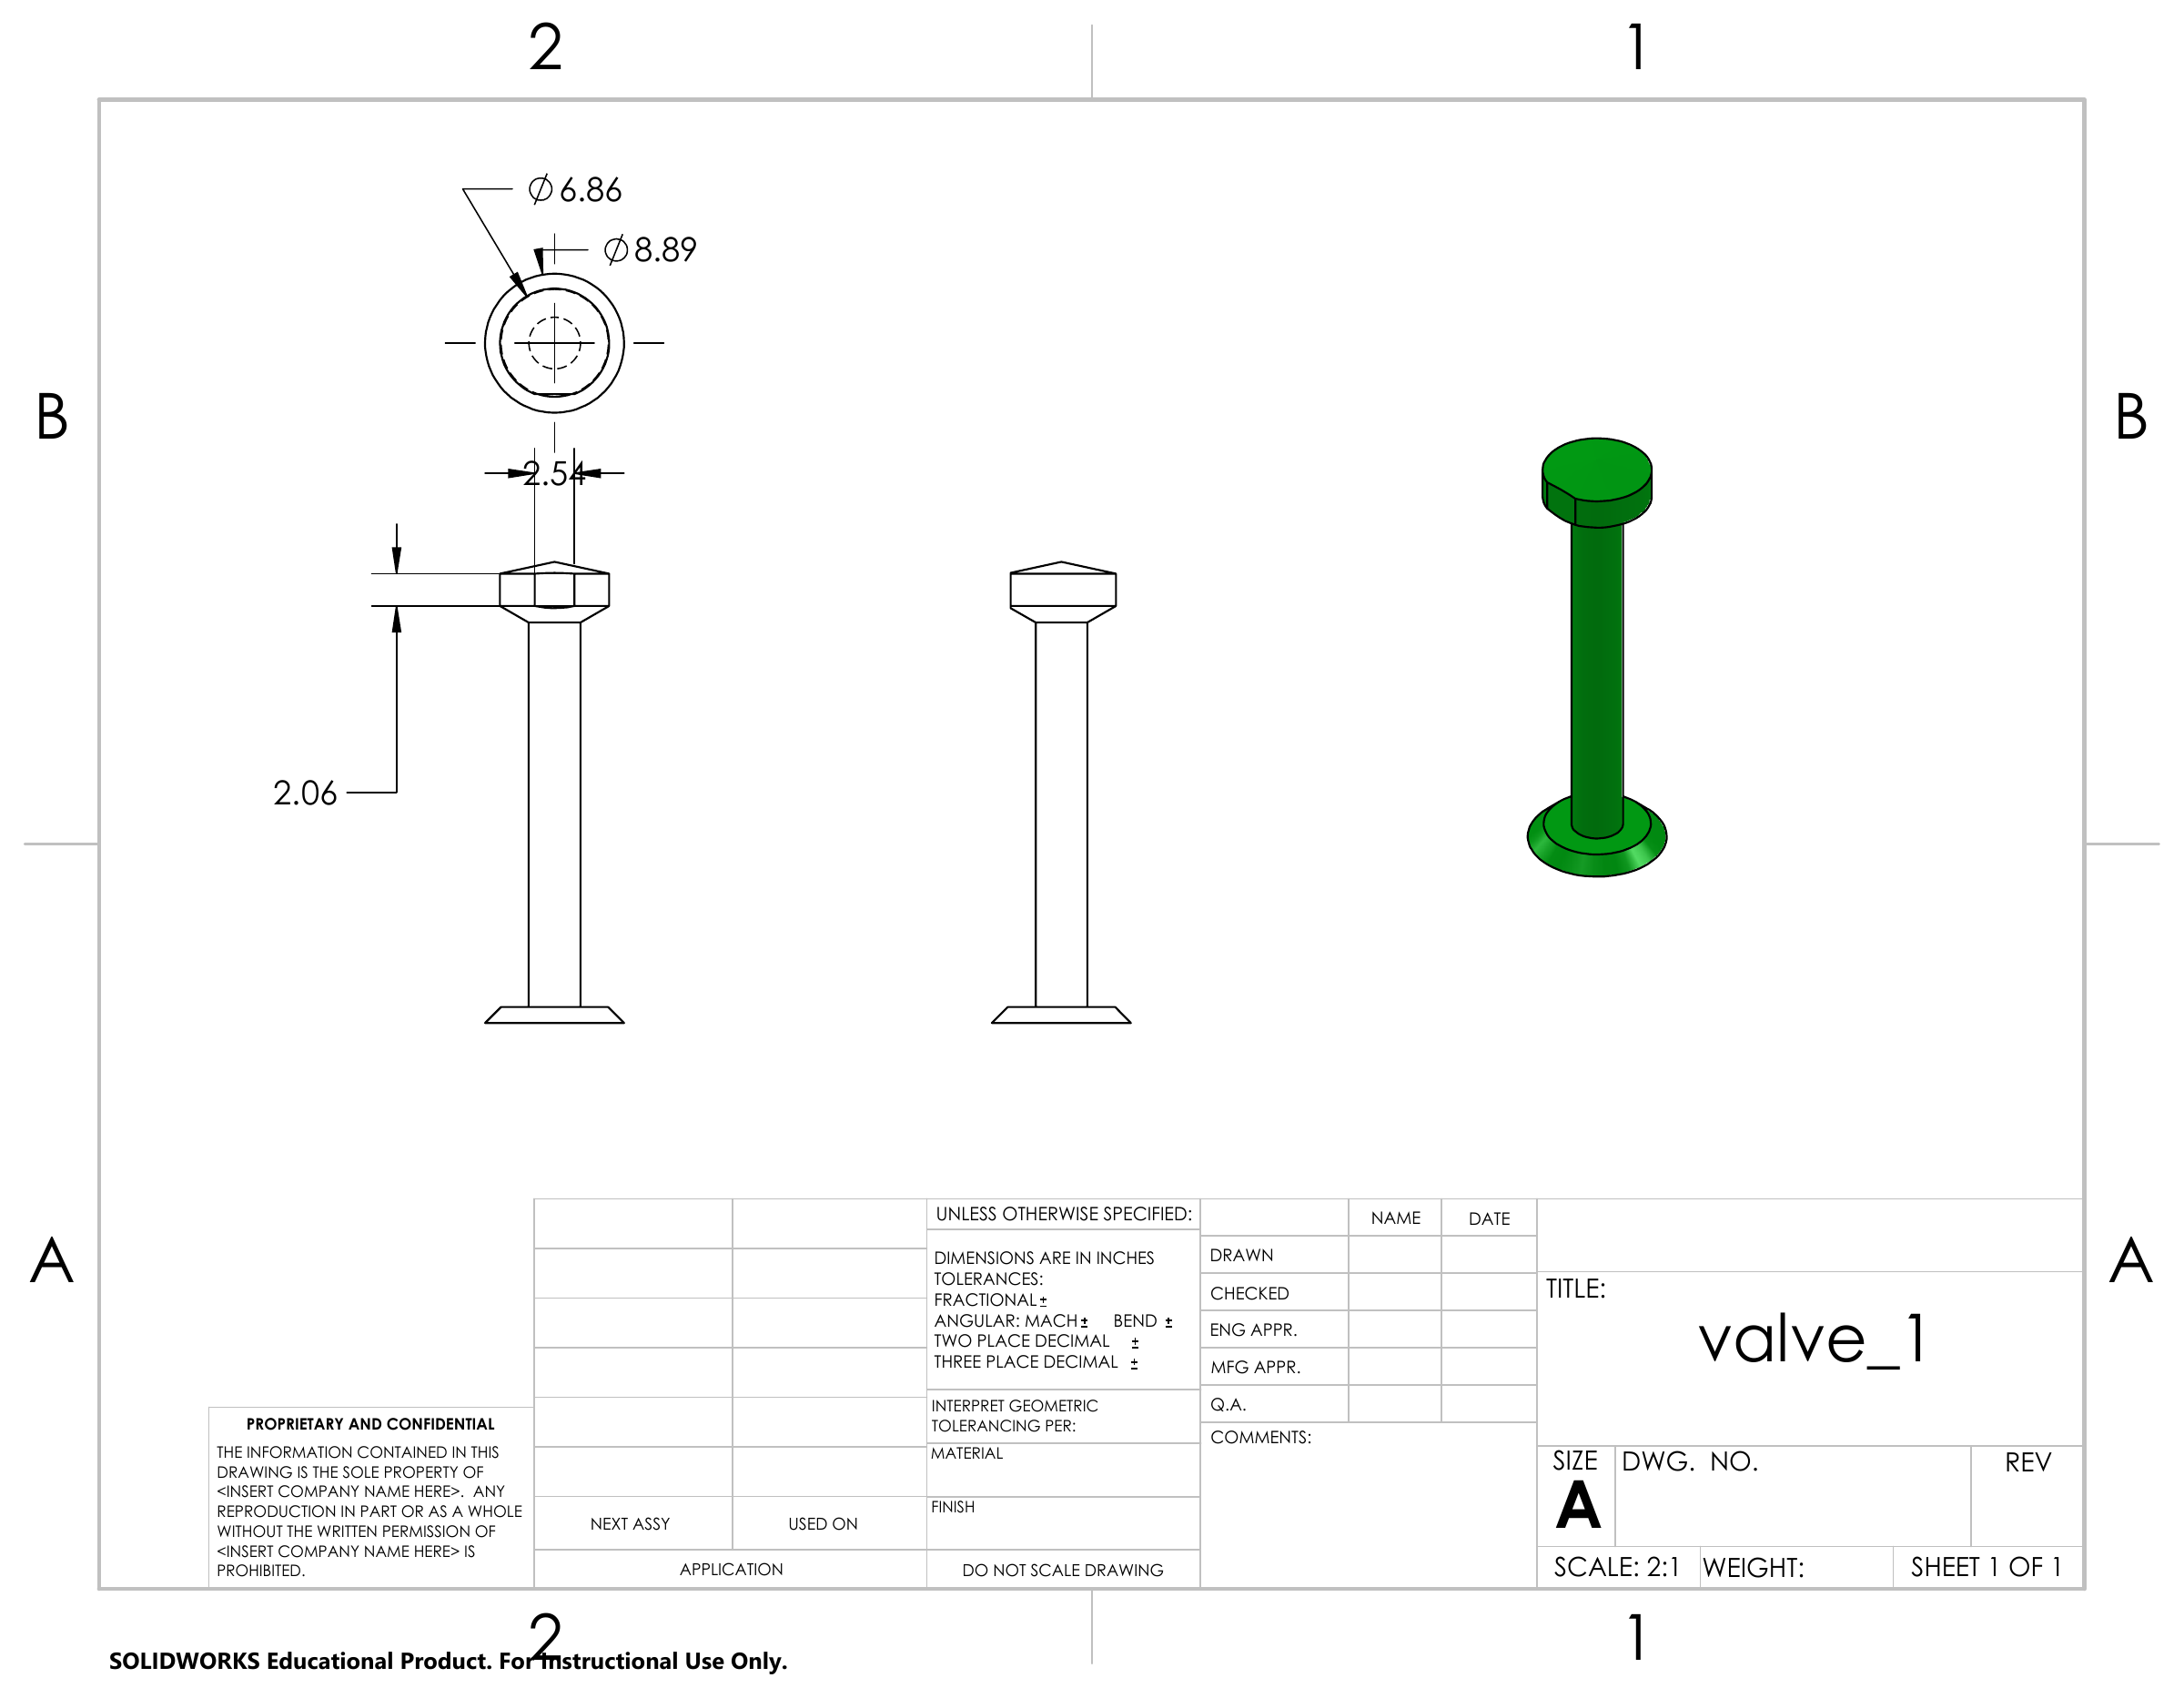 2 1
B B
A A
∅6.86
∅8.89
2.54
2.06
UNLESS OTHERWISE SPECIFIED:
DIMENSIONS ARE IN INCHES
TOLERANCES:
FRACTIONAL ±
ANGULAR: MACH ± BEND ±
TWO PLACE DECIMAL ±
THREE PLACE DECIMAL ±
INTERPRET GEOMETRIC
TOLERANCING PER:
MATERIAL
FINISH
DO NOT SCALE DRAWING
NAME DATE
DRAWN
CHECKED
ENG APPR.
MFG APPR.
Q.A.
COMMENTS:
TITLE:
valve_1
SIZE DWG. NO. REV
A
SCALE: 2:1 WEIGHT: SHEET 1 OF 1
PROPRIETARY AND CONFIDENTIAL
THE INFORMATION CONTAINED IN THIS
DRAWING IS THE SOLE PROPERTY OF
<INSERT COMPANY NAME HERE>. ANY
REPRODUCTION IN PART OR AS A WHOLE
WITHOUT THE WRITTEN PERMISSION OF
<INSERT COMPANY NAME HERE> IS
PROHIBITED.
NEXT ASSY USED ON
APPLICATION
2 1
SOLIDWORKS Educational Product. For Instructional Use Only.